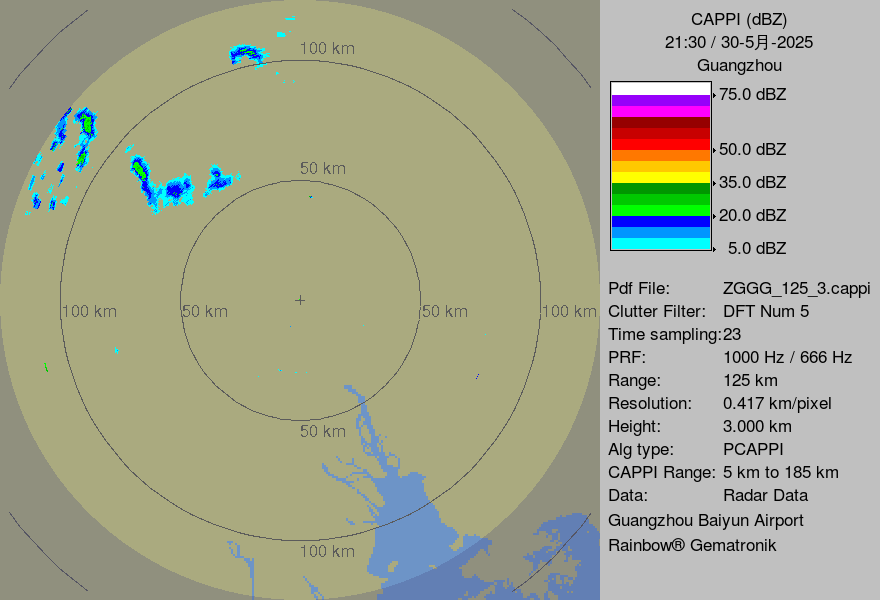 CAPPI (dBZ)
21:30 / 30-5月-2025
Guangzhou
75.0 dBZ
50.0 dBZ
35.0 dBZ
20.0 dBZ
5.0 dBZ
100 km
50 km
100 km
50 km
50 km
100 km
50 km
100 km
Pdf File: ZGGG_125_3.cappi
Clutter Filter: DFT Num 5
Time sampling:23
PRF: 1000 Hz / 666 Hz
Range: 125 km
Resolution: 0.417 km/pixel
Height: 3.000 km
Alg type: PCAPPI
CAPPI Range: 5 km to 185 km
Data: Radar Data
Guangzhou Baiyun Airport
Rainbow® Gematronik